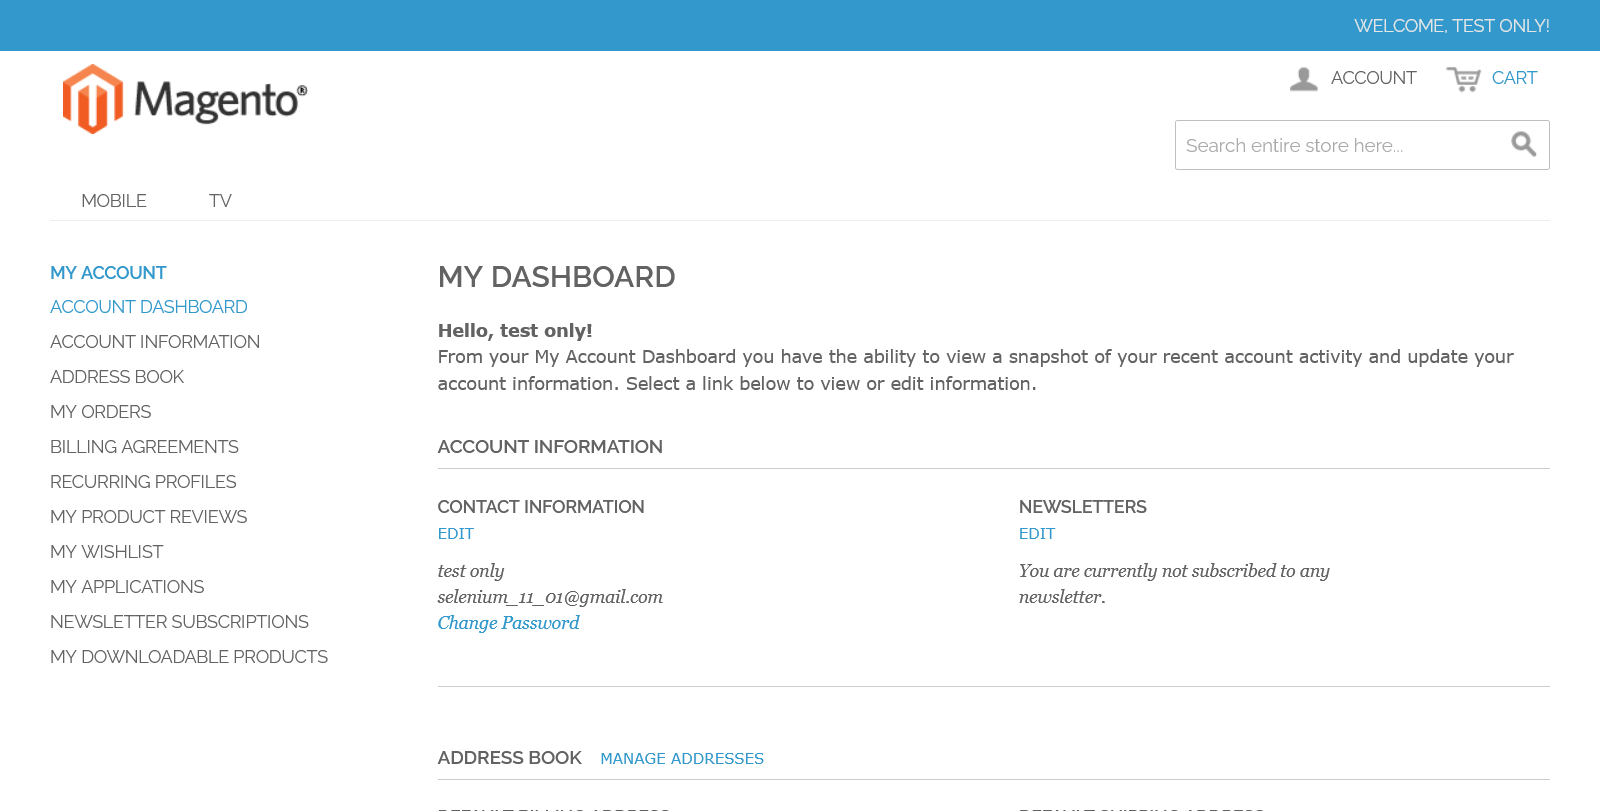 WELCOME, TEST ONLY!
Magento®
ACCOUNT
CART
Search entire store here...
MOBILE
TV
MY ACCOUNT
ACCOUNT DASHBOARD
ACCOUNT INFORMATION
ADDRESS BOOK
MY ORDERS
BILLING AGREEMENTS
RECURRING PROFILES
MY PRODUCT REVIEWS
MY WISHLIST
MY APPLICATIONS
NEWSLETTER SUBSCRIPTIONS
MY DOWNLOADABLE PRODUCTS
MY DASHBOARD
Hello, test only!
From your My Account Dashboard you have the ability to view a snapshot of your recent account activity and update your
account information. Select a link below to view or edit information.
ACCOUNT INFORMATION
CONTACT INFORMATION
EDIT
test only
selenium_11_01@gmail.com
Change Password
NEWSLETTERS
EDIT
You are currently not subscribed to any
newsletter.
ADDRESS BOOK MANAGE ADDRESSES